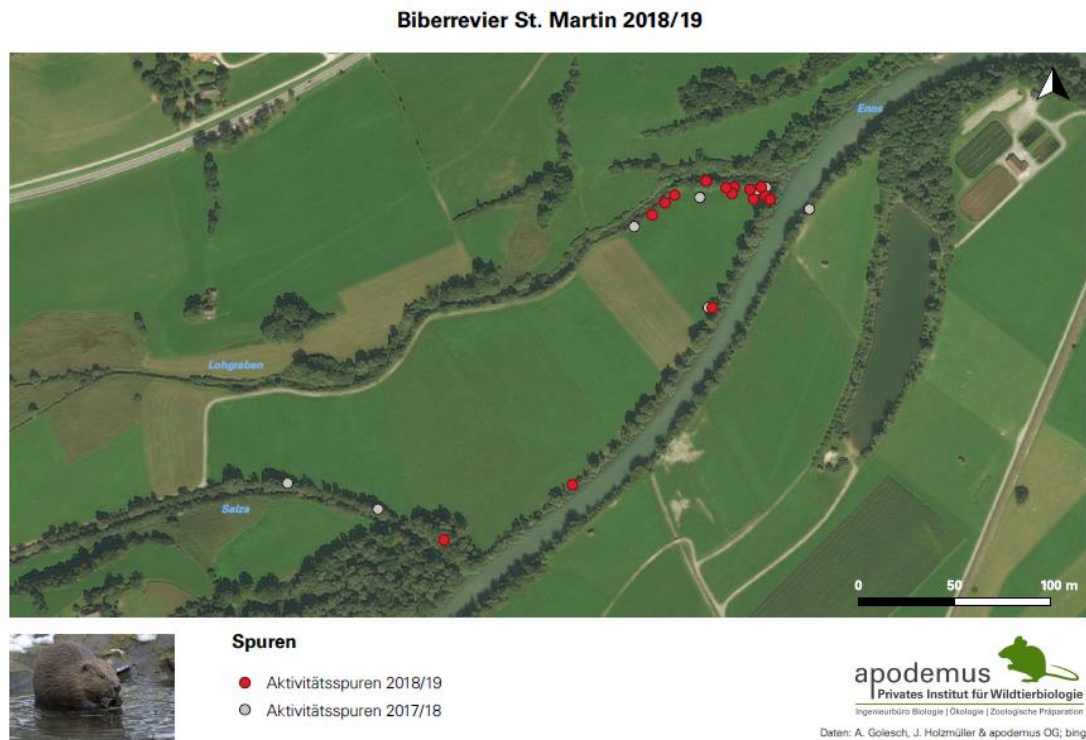 Biberrevier St. Martin 2018/19
Enns
Lohgraben
Salza
0 50 100 m
Spuren
Aktivitätsspuren 2018/19
Aktivitätsspuren 2017/18
apodemus
Privates Institut für Wildtierbiologie
Ingenieurbüro Biologie | Ökologie | Zoologische Präparation
Daten: A. Golesch, J. Holzmüller & apodemus OG; bing